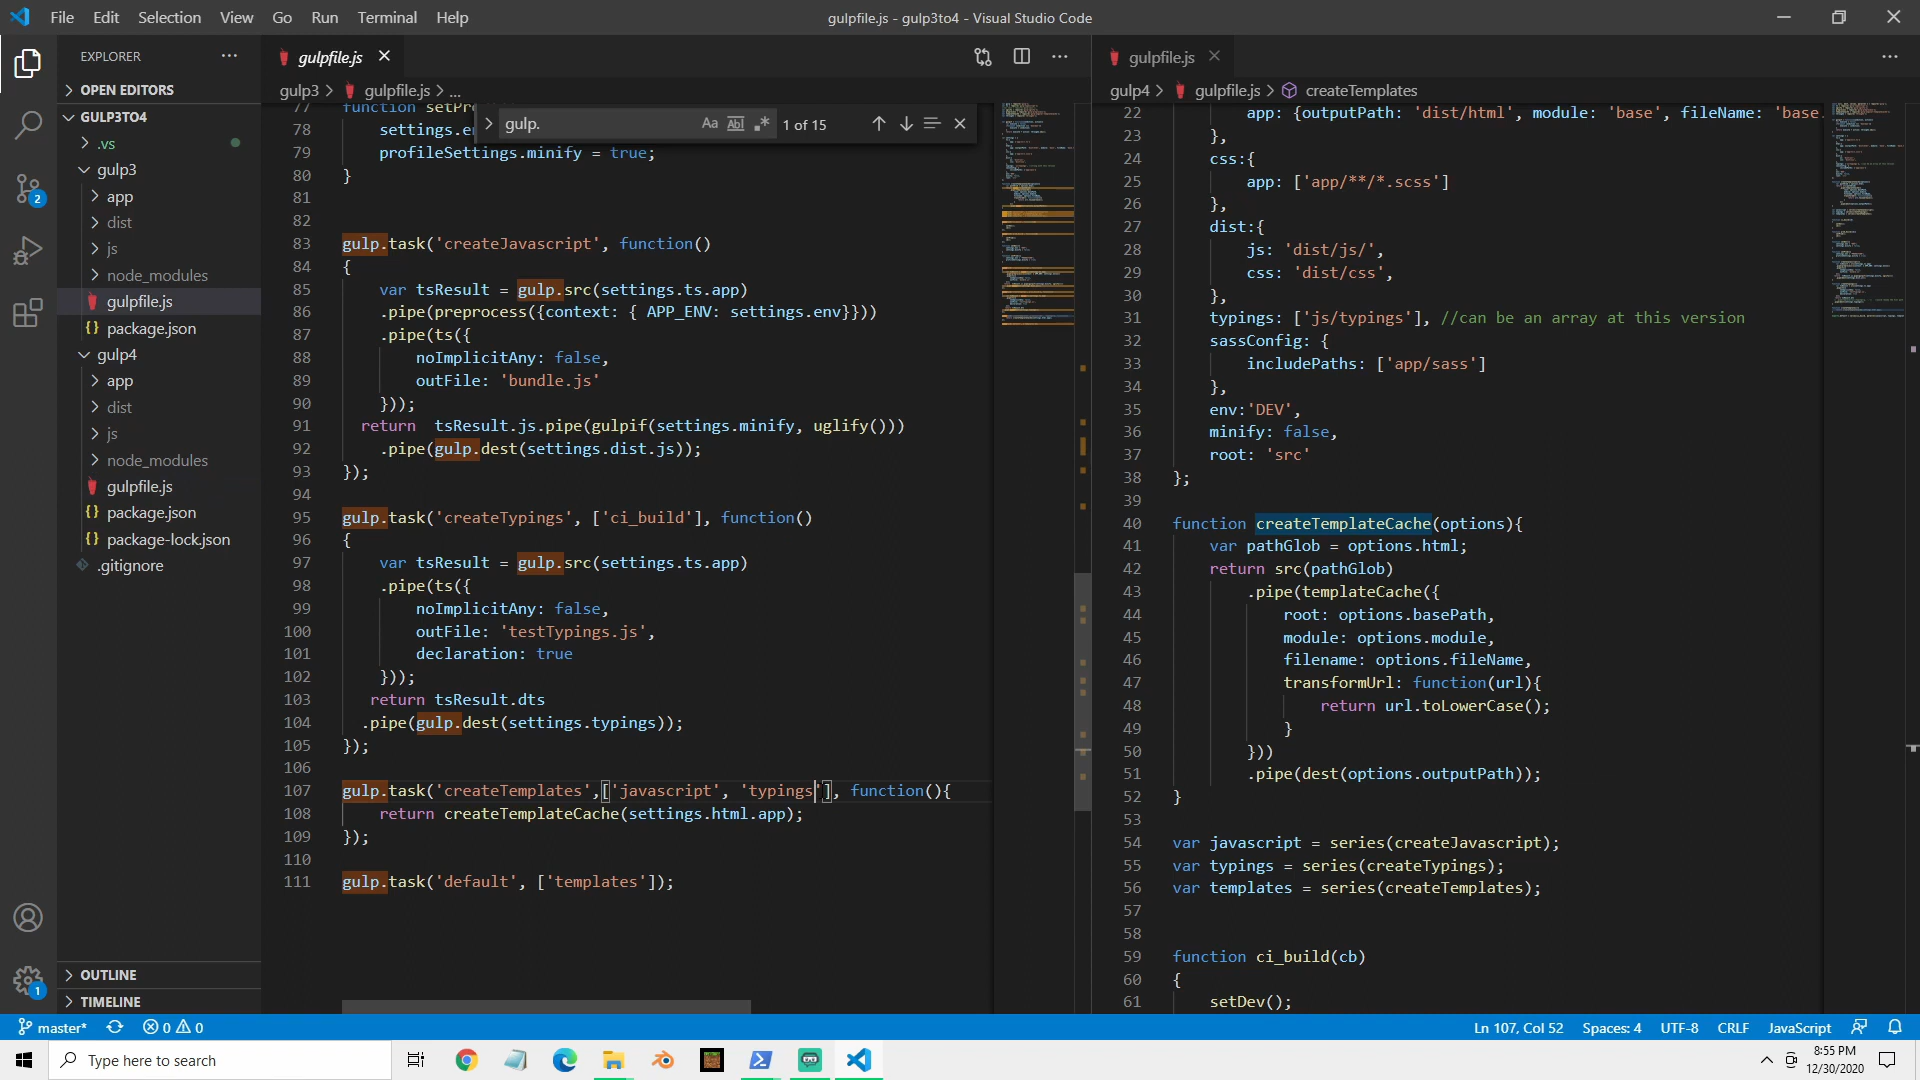 File Edit Selection View Go Run Terminal Help
gulpfile.js - gulp3to4 - Visual Studio Code
EXPLORER
OPEN EDITORS
GULP3TO4
.vs
gulp3
app
dist
js
node_modules
gulpfile.js
package.json
gulp4
app
dist
js
node_modules
gulpfile.js
package.json
package-lock.json
.gitignore
OUTLINE
TIMELINE
2
1
gulpfile.js
gulp3 > gulpfile.js > ...
gulp. Aa Abl .* 1 of 15
77 function setPr
78 settings.en
79 profileSettings.minify = true;
80 }
81
82
83 gulp.task('createJavascript', function()
84 {
85 var tsResult = gulp.src(settings.ts.app)
86 .pipe(preprocess({context: { APP_ENV: settings.env}}))
87 .pipe(ts({
88 noImplicitAny: false,
89 outFile: 'bundle.js'
90 }));
91 return tsResult.js.pipe(gulpif(settings.minify, uglify()))
92 .pipe(gulp.dest(settings.dist.js));
93 });
94
95 gulp.task('createTypings', ['ci_build'], function()
96 {
97 var tsResult = gulp.src(settings.ts.app)
98 .pipe(ts({
99 noImplicitAny: false,
100 outFile: 'testTypings.js',
101 declaration: true
102 }));
103 return tsResult.dts
104 .pipe(gulp.dest(settings.typings));
105 });
106
107 gulp.task('createTemplates',['javascript', 'typings'], function(){
108 return createTemplateCache(settings.html.app);
109 });
110
111 gulp.task('default', ['templates']);
gulpfile.js
gulp4 > gulpfile.js > createTemplates
22 app: {outputPath: 'dist/html', module: 'base', fileName: 'base.
23 },
24 css:{
25 app: ['app/**/*.scss']
26 },
27 dist:{
28 js: 'dist/js/',
29 css: 'dist/css',
30 },
31 typings: ['js/typings'], //can be an array at this version
32 sassConfig: {
33 includePaths: ['app/sass']
34 },
35 env:'DEV',
36 minify: false,
37 root: 'src'
38 };
39
40 function createTemplateCache(options){
41 var pathGlob = options.html;
42 return src(pathGlob)
43 .pipe(templateCache({
44 root: options.basePath,
45 module: options.module,
46 filename: options.fileName,
47 transformUrl: function(url){
48 return url.toLowerCase();
49 }
50 }))
51 .pipe(dest(options.outputPath));
52 }
53
54 var javascript = series(createJavascript);
55 var typings = series(createTypings);
56 var templates = series(createTemplates);
57
58
59 function ci_build(cb)
60 {
61 setDev();
master* 0 0
Ln 107, Col 52 Spaces: 4 UTF-8 CRLF JavaScript
Type here to search
8:55 PM
12/30/2020